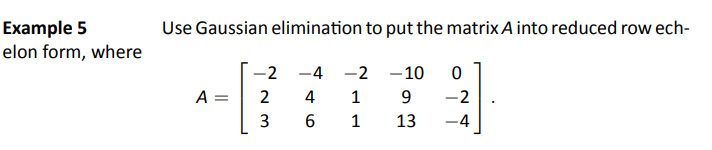 Example 5 Use Gaussian elimination to put the matrix A into reduced row ech-
elon form, where
−2 −4 −2 −10 0
A = 2 4 1 9 −2 .
3 6 1 13 −4